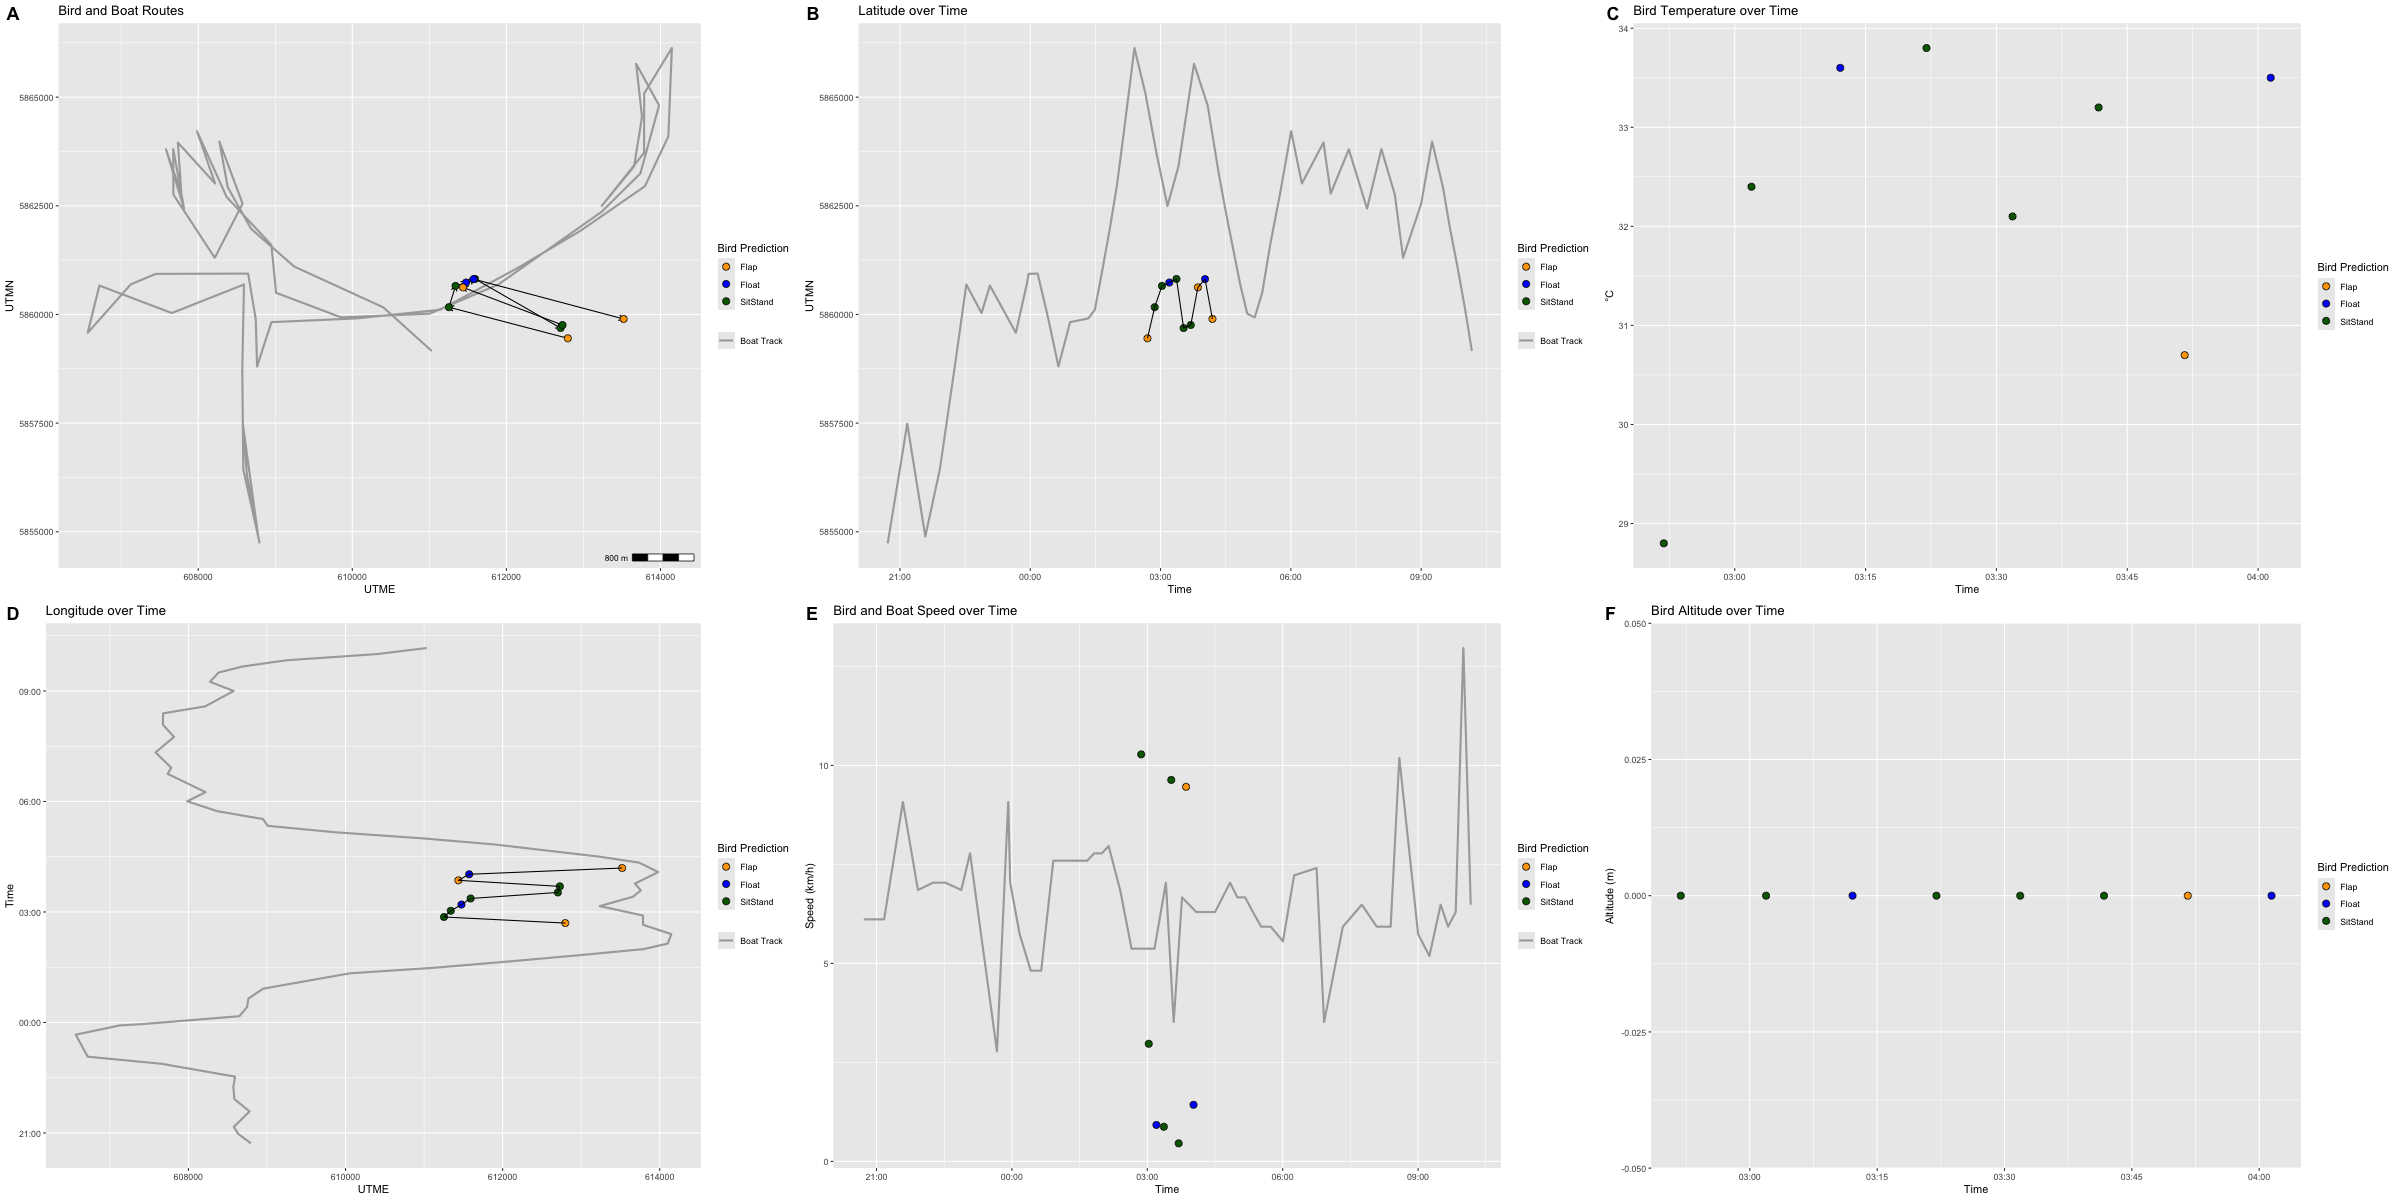 A Bird and Boat Routes
UTMN
5865000
5862500
5860000
5857500
5855000
608000 610000 612000 614000
UTME
800 m
Bird Prediction
Flap
Float
SitStand
Boat Track
B Latitude over Time
UTMN
5865000
5862500
5860000
5857500
5855000
21:00 00:00 03:00 06:00 09:00
Time
Bird Prediction
Flap
Float
SitStand
Boat Track
C Bird Temperature over Time
°C
34
33
32
31
30
29
03:00 03:15 03:30 03:45 04:00
Time
Bird Prediction
Flap
Float
SitStand
D Longitude over Time
Time
09:00
06:00
03:00
00:00
21:00
608000 610000 612000 614000
UTME
Bird Prediction
Flap
Float
SitStand
Boat Track
E Bird and Boat Speed over Time
Speed (km/h)
10
5
0
21:00 00:00 03:00 06:00 09:00
Time
Bird Prediction
Flap
Float
SitStand
Boat Track
F Bird Altitude over Time
Altitude (m)
0.050
0.025
0.000
-0.025
-0.050
03:00 03:15 03:30 03:45 04:00
Time
Bird Prediction
Flap
Float
SitStand